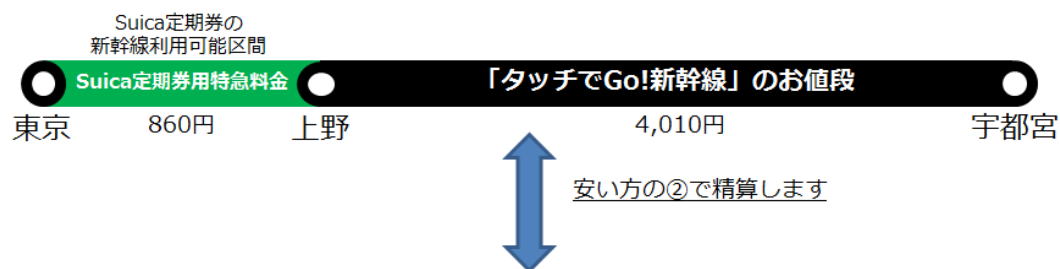 Suica定期券の
新幹線利用可能区間
Suica定期券用特急料金
「タッチでGo!新幹線」のお値段
東京
860円
上野
4,010円
宇都宮
安い方の②で精算します